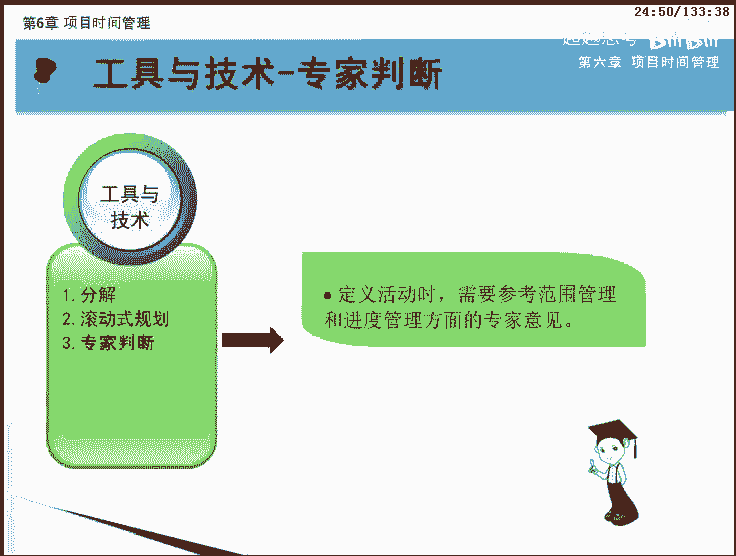 第6章 项目时间管理
24:50/133:38
工具与技术-专家判断
第六章 项目时间管理
工具与
技术
1.分解
2.滚动式规划
3.专家判断
● 定义活动时，需要参考范围管理
和进度管理方面的专家意见。